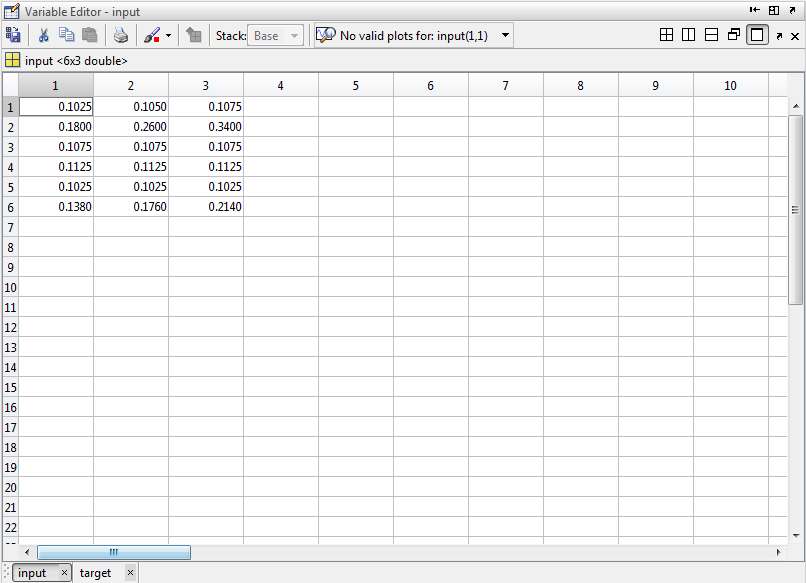 Variable Editor - input
Stack: Base No valid plots for: input(1,1)
input <6x3 double>
1 2 3 4 5 6 7 8 9 10
1 0.1025 0.1050 0.1075
2 0.1800 0.2600 0.3400
3 0.1075 0.1075 0.1075
4 0.1125 0.1125 0.1125
5 0.1025 0.1025 0.1025
6 0.1380 0.1760 0.2140
7
8
9
10
11
12
13
14
15
16
17
18
19
20
21
22
input target